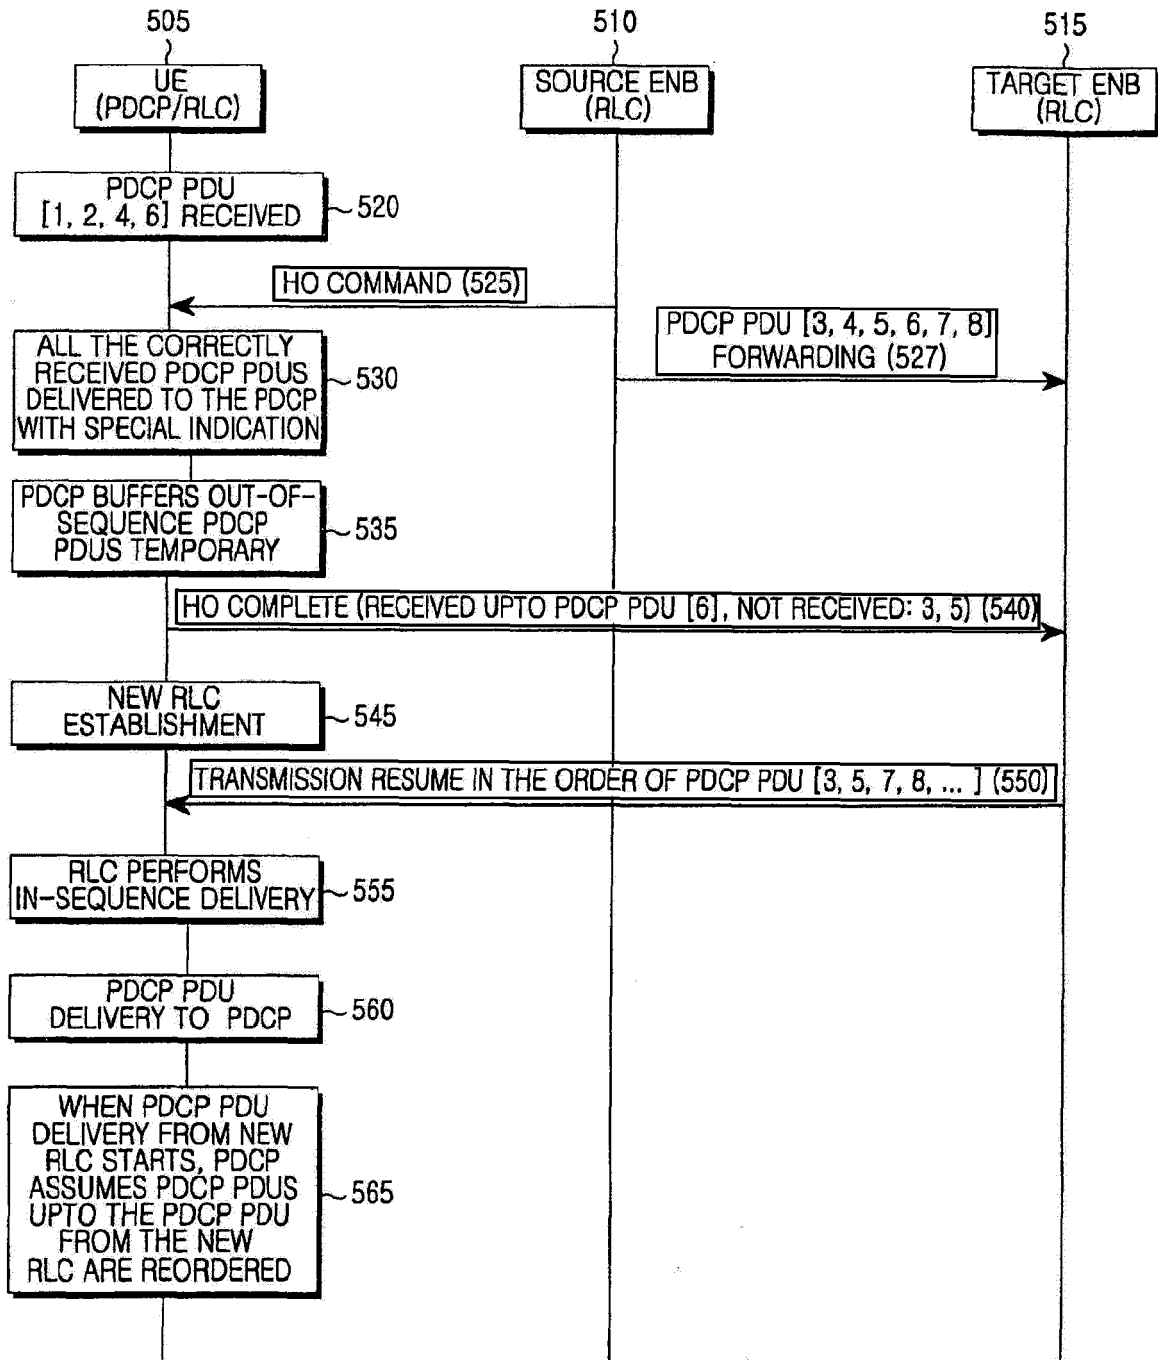 505
510
515
UE
(PDCP/RLC)
SOURCE ENB
(RLC)
TARGET ENB
(RLC)
PDCP PDU
[1, 2, 4, 6] RECEIVED
520
HO COMMAND (525)
PDCP PDU [3, 4, 5, 6, 7, 8]
FORWARDING (527)
ALL THE CORRECTLY
RECEIVED PDCP PDUS
DELIVERED TO THE PDCP
WITH SPECIAL INDICATION
530
PDCP BUFFERS OUT-OF-
SEQUENCE PDCP
PDUS TEMPORARY
535
HO COMPLETE (RECEIVED UPTO PDCP PDU [6], NOT RECEIVED: 3, 5) (540)
NEW RLC
ESTABLISHMENT
545
TRANSMISSION RESUME IN THE ORDER OF PDCP PDU [3, 5, 7, 8, ... ] (550)
RLC PERFORMS
IN-SEQUENCE DELIVERY
555
PDCP PDU
DELIVERY TO PDCP
560
WHEN PDCP PDU
DELIVERY FROM NEW
RLC STARTS, PDCP
ASSUMES PDCP PDUS
UPTO THE PDCP PDU
FROM THE NEW
RLC ARE REORDERED
565